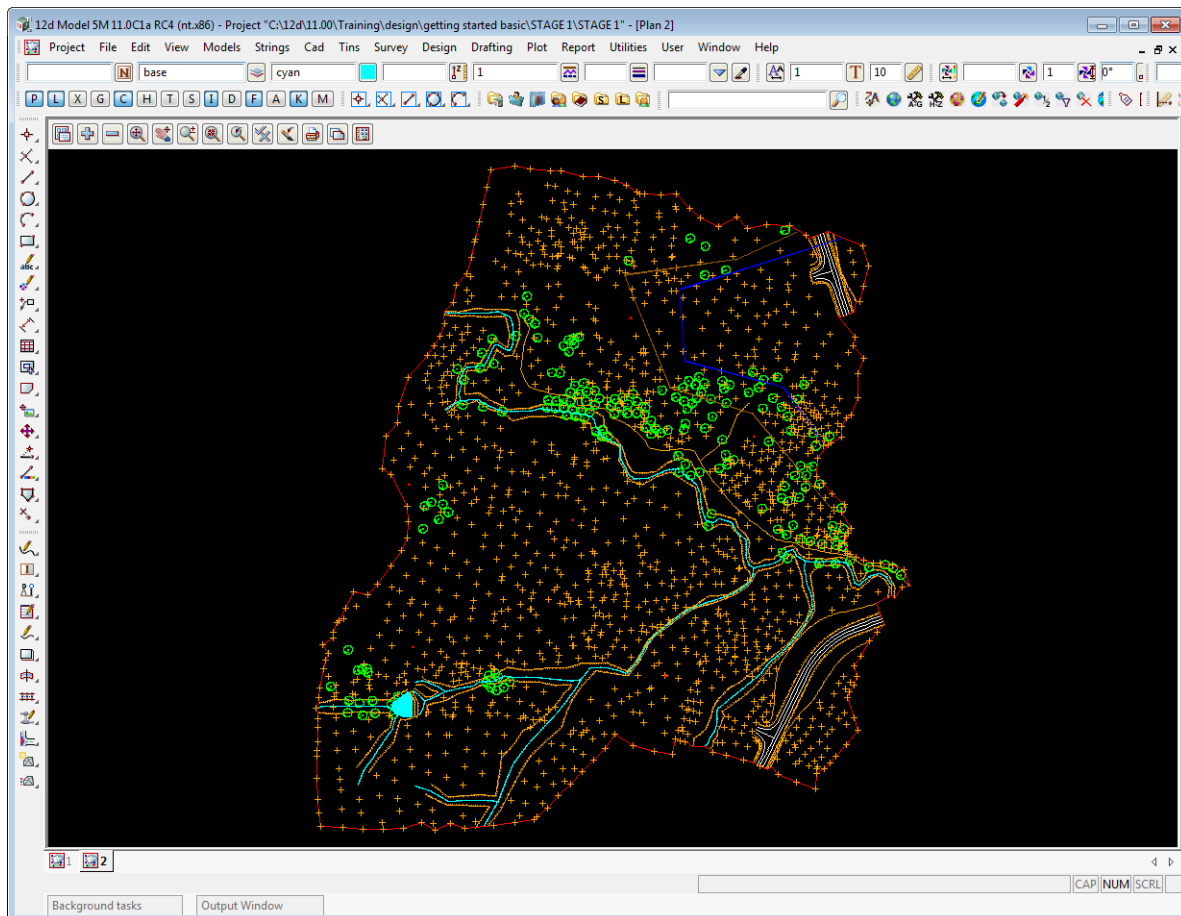 12d Model 5M 11.0C1a RC4 (nt.x86) - Project "C:\12d\11.00\Training\design\getting started basic\STAGE 1\STAGE 1" - [Plan 2]
Project File Edit View Models Strings Cad Tins Survey Design Drafting Plot Report Utilities User Window Help
N base cyan 1 1 T 10 1 0°
P L X G C H T S I D F A K M S L
abc
1 2
CAP NUM SCRL
Background tasks Output Window